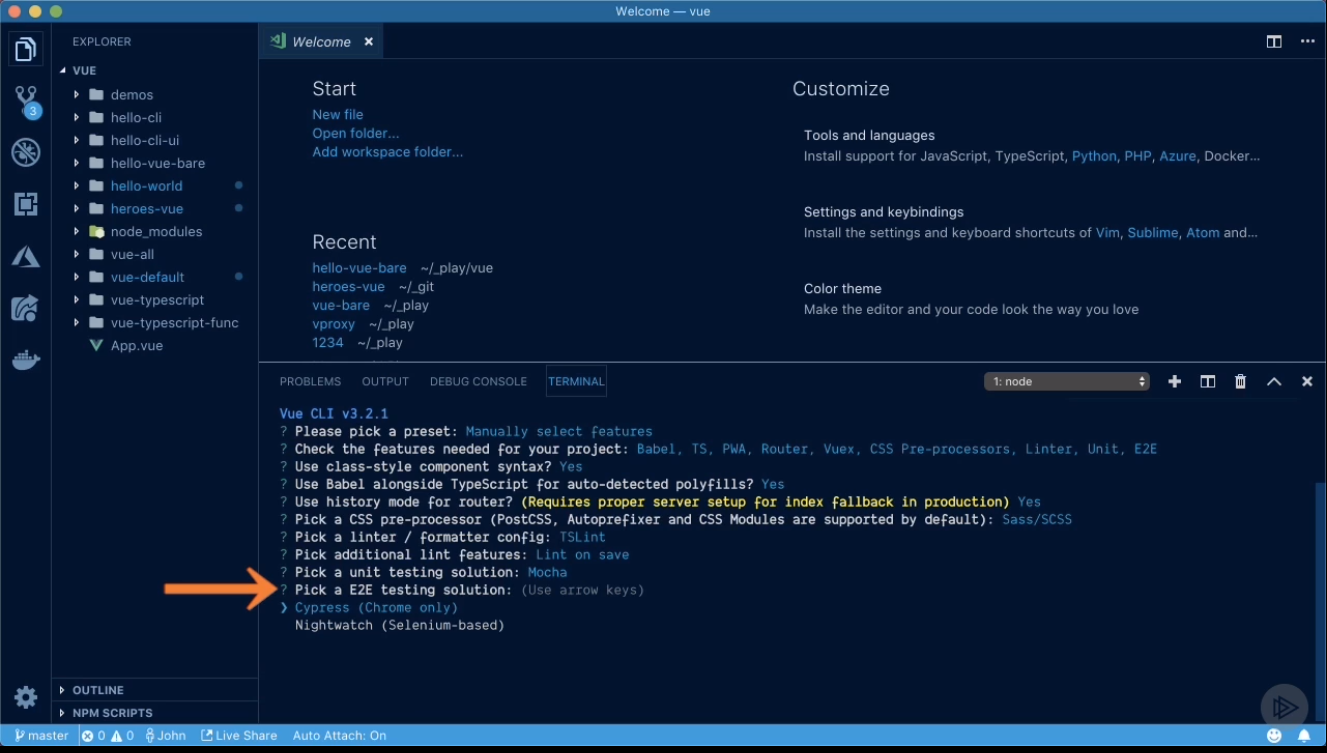 Welcome — vue
EXPLORER
VUE
demos
hello-cli
hello-cli-ui
hello-vue-bare
hello-world
heroes-vue
node_modules
vue-all
vue-default
vue-typescript
vue-typescript-func
App.vue
OUTLINE
NPM SCRIPTS
3
Welcome
Start
New file
Open folder...
Add workspace folder...
Recent
hello-vue-bare ~/_play/vue
heroes-vue ~/_git
vue-bare ~/_play
vproxy ~/_play
1234 ~/_play
Customize
Tools and languages
Install support for JavaScript, TypeScript, Python, PHP, Azure, Docker...
Settings and keybindings
Install the settings and keyboard shortcuts of Vim, Sublime, Atom and...
Color theme
Make the editor and your code look the way you love
PROBLEMS OUTPUT DEBUG CONSOLE TERMINAL 1: node
Vue CLI v3.2.1
? Please pick a preset: Manually select features
? Check the features needed for your project: Babel, TS, PWA, Router, Vuex, CSS Pre-processors, Linter, Unit, E2E
? Use class-style component syntax? Yes
? Use Babel alongside TypeScript for auto-detected polyfills? Yes
? Use history mode for router? (Requires proper server setup for index fallback in production) Yes
? Pick a CSS pre-processor (PostCSS, Autoprefixer and CSS Modules are supported by default): Sass/SCSS
? Pick a linter / formatter config: TSLint
? Pick additional lint features: Lint on save
? Pick a unit testing solution: Mocha
? Pick a E2E testing solution: (Use arrow keys)
❯ Cypress (Chrome only)
Nightwatch (Selenium-based)
master 0 0 John Live Share Auto Attach: On